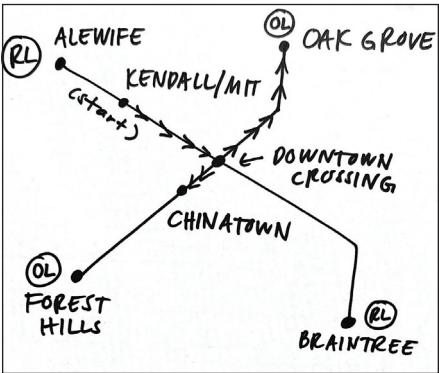 OL
ALEWIFE
OAK GROVE
RL
KENDALL/MIT
(start)
DOWNTOWN
CROSSING
CHINATOWN
OL
FOREST
HILLS
RL
BRAINTREE